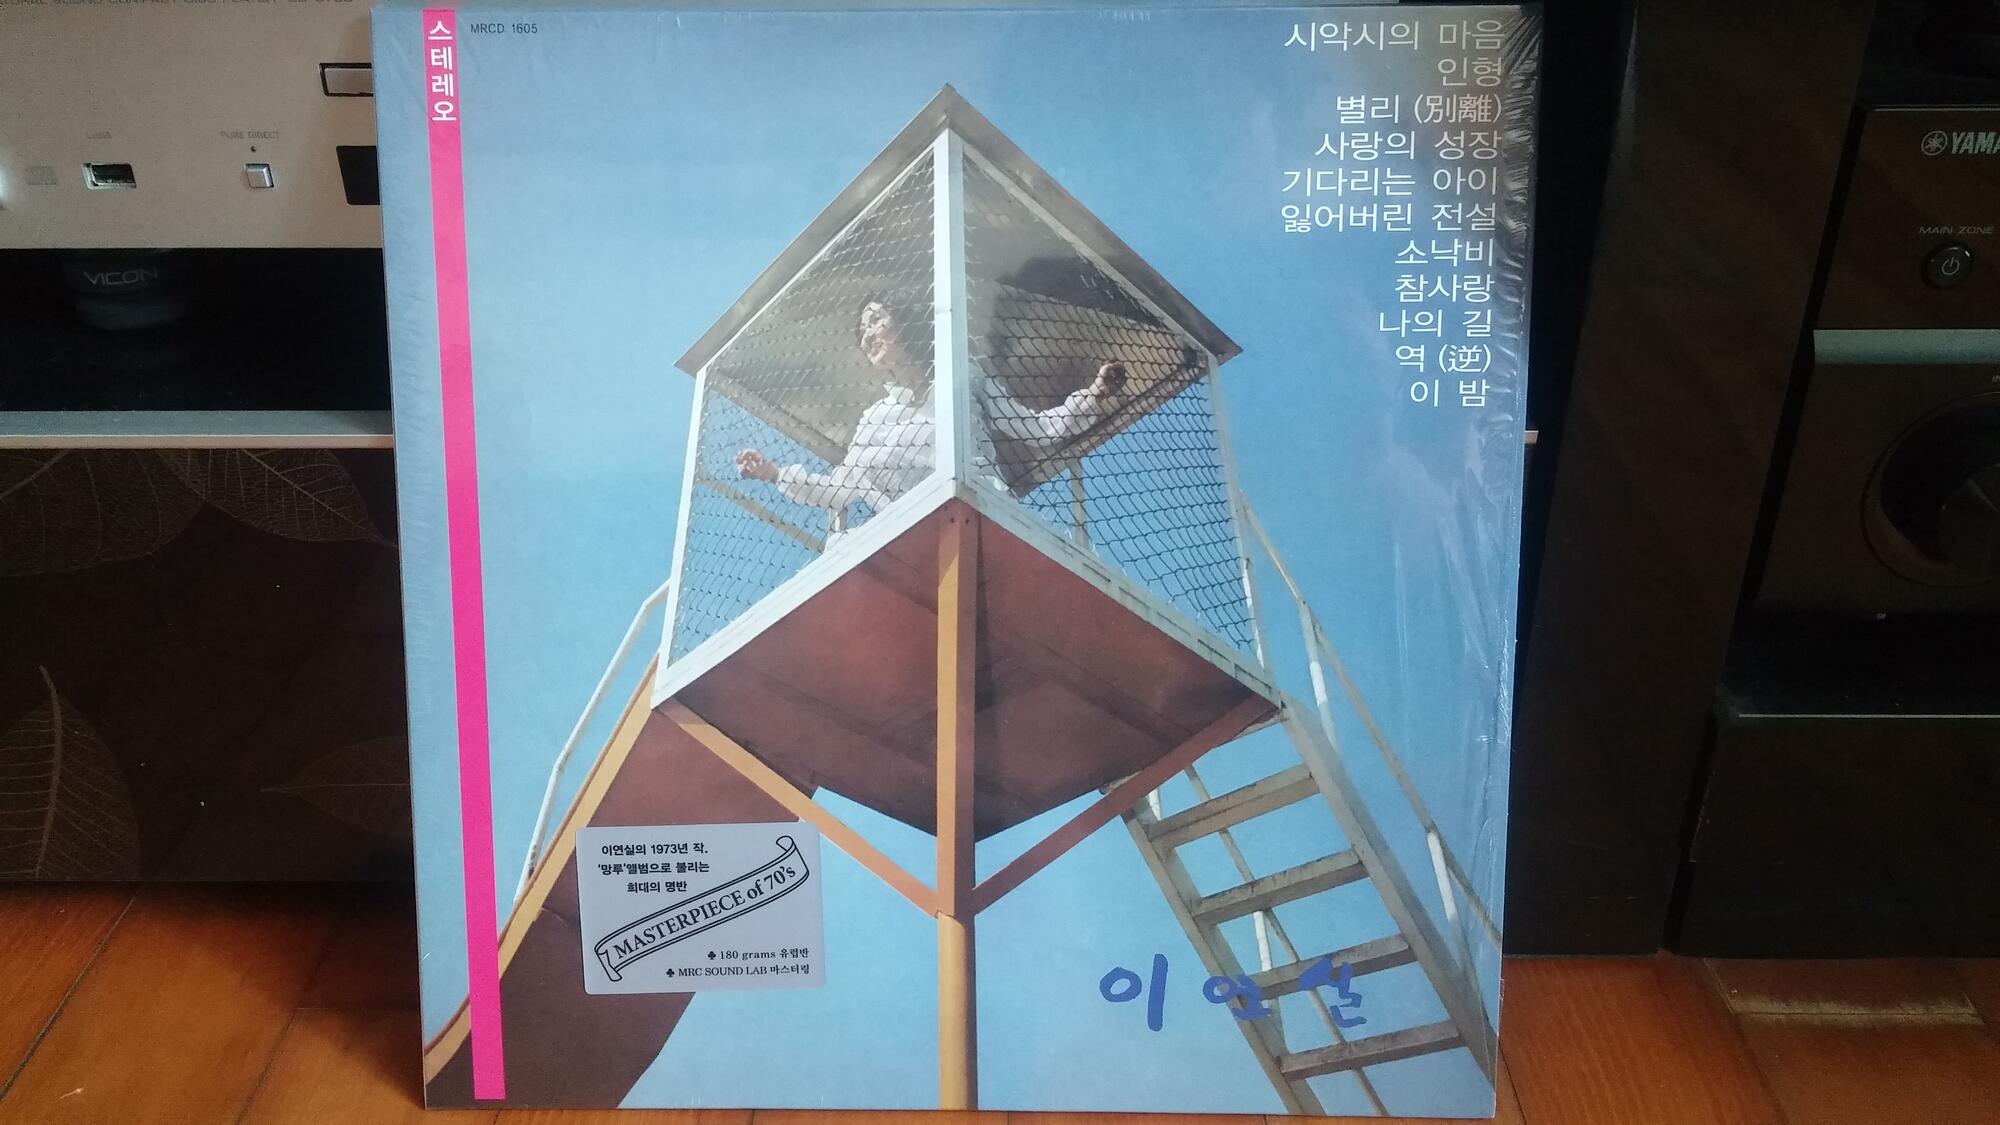 스테레오
MRCD 1605
시악시의 마음
인형
별리 (別離)
사랑의 성장
기다리는 아이
잃어버린 전설
소낙비
참사랑
나의 길
역 (逆)
이 밤
이연실의 1973년 작.
'망루'앨범으로 불리는
희대의 명반
MASTERPIECE of 70's
♣ 180 grams 유럽반
♣ MRC SOUND LAB 마스터링
이연실
PURE DIRECT
VICON
MAIN ZONE